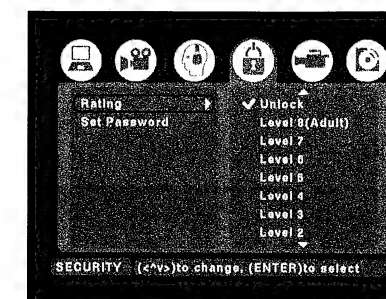 Rating
Set Password
Unlock
Level 8(Adult)
Level 7
Level 6
Level 5
Level 4
Level 3
Level 2
SECURITY (<^v>)to change, (ENTER)to select